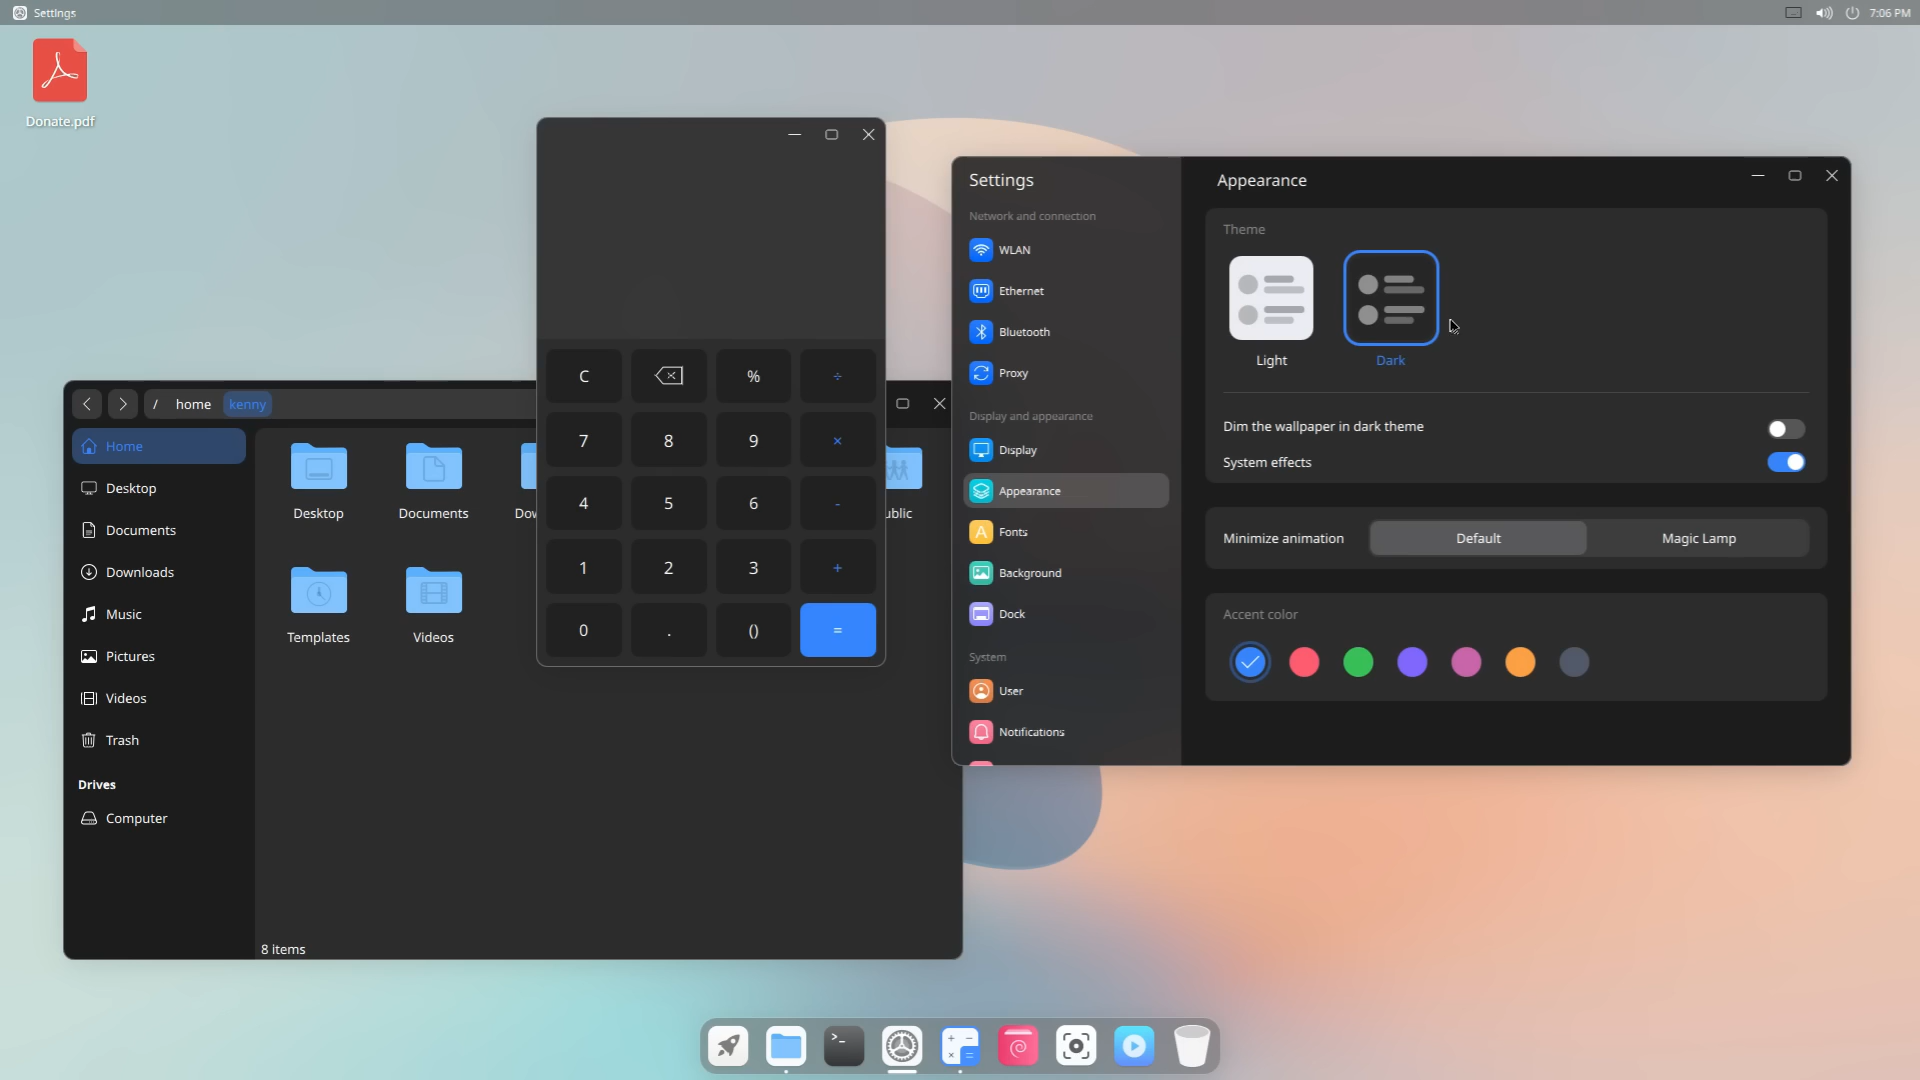 Settings
7:06 PM
Donate.pdf
/ home kenny
Home
Desktop
Documents
Downloads
Music
Pictures
Videos
Trash
Drives
Computer
Desktop
Documents
Templates
Videos
8 items
C % ÷
7 8 9 ×
4 5 6 -
1 2 3 +
0 . () =
Settings
Network and connection
WLAN
Ethernet
Bluetooth
Proxy
Display and appearance
Display
Appearance
Fonts
Background
Dock
System
User
Notifications
Appearance
Theme
Light
Dark
Dim the wallpaper in dark theme
System effects
Minimize animation
Default
Magic Lamp
Accent color